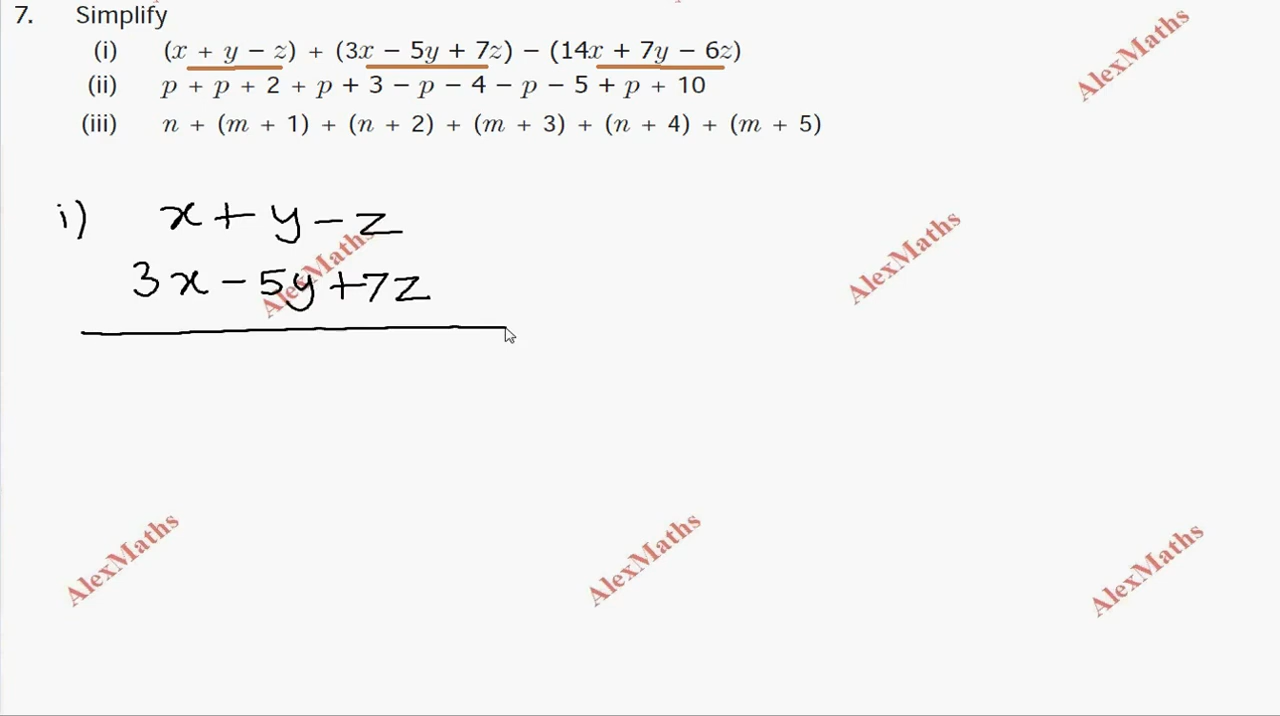 7. Simplify
(i) (x + y − z) + (3x − 5y + 7z) − (14x + 7y − 6z)
(ii) p + p + 2 + p + 3 − p − 4 − p − 5 + p + 10
(iii) n + (m + 1) + (n + 2) + (m + 3) + (n + 4) + (m + 5)
AlexMaths
i) x + y − z
3x − 5y + 7z
AlexMaths
AlexMaths
AlexMaths
AlexMaths
AlexMaths